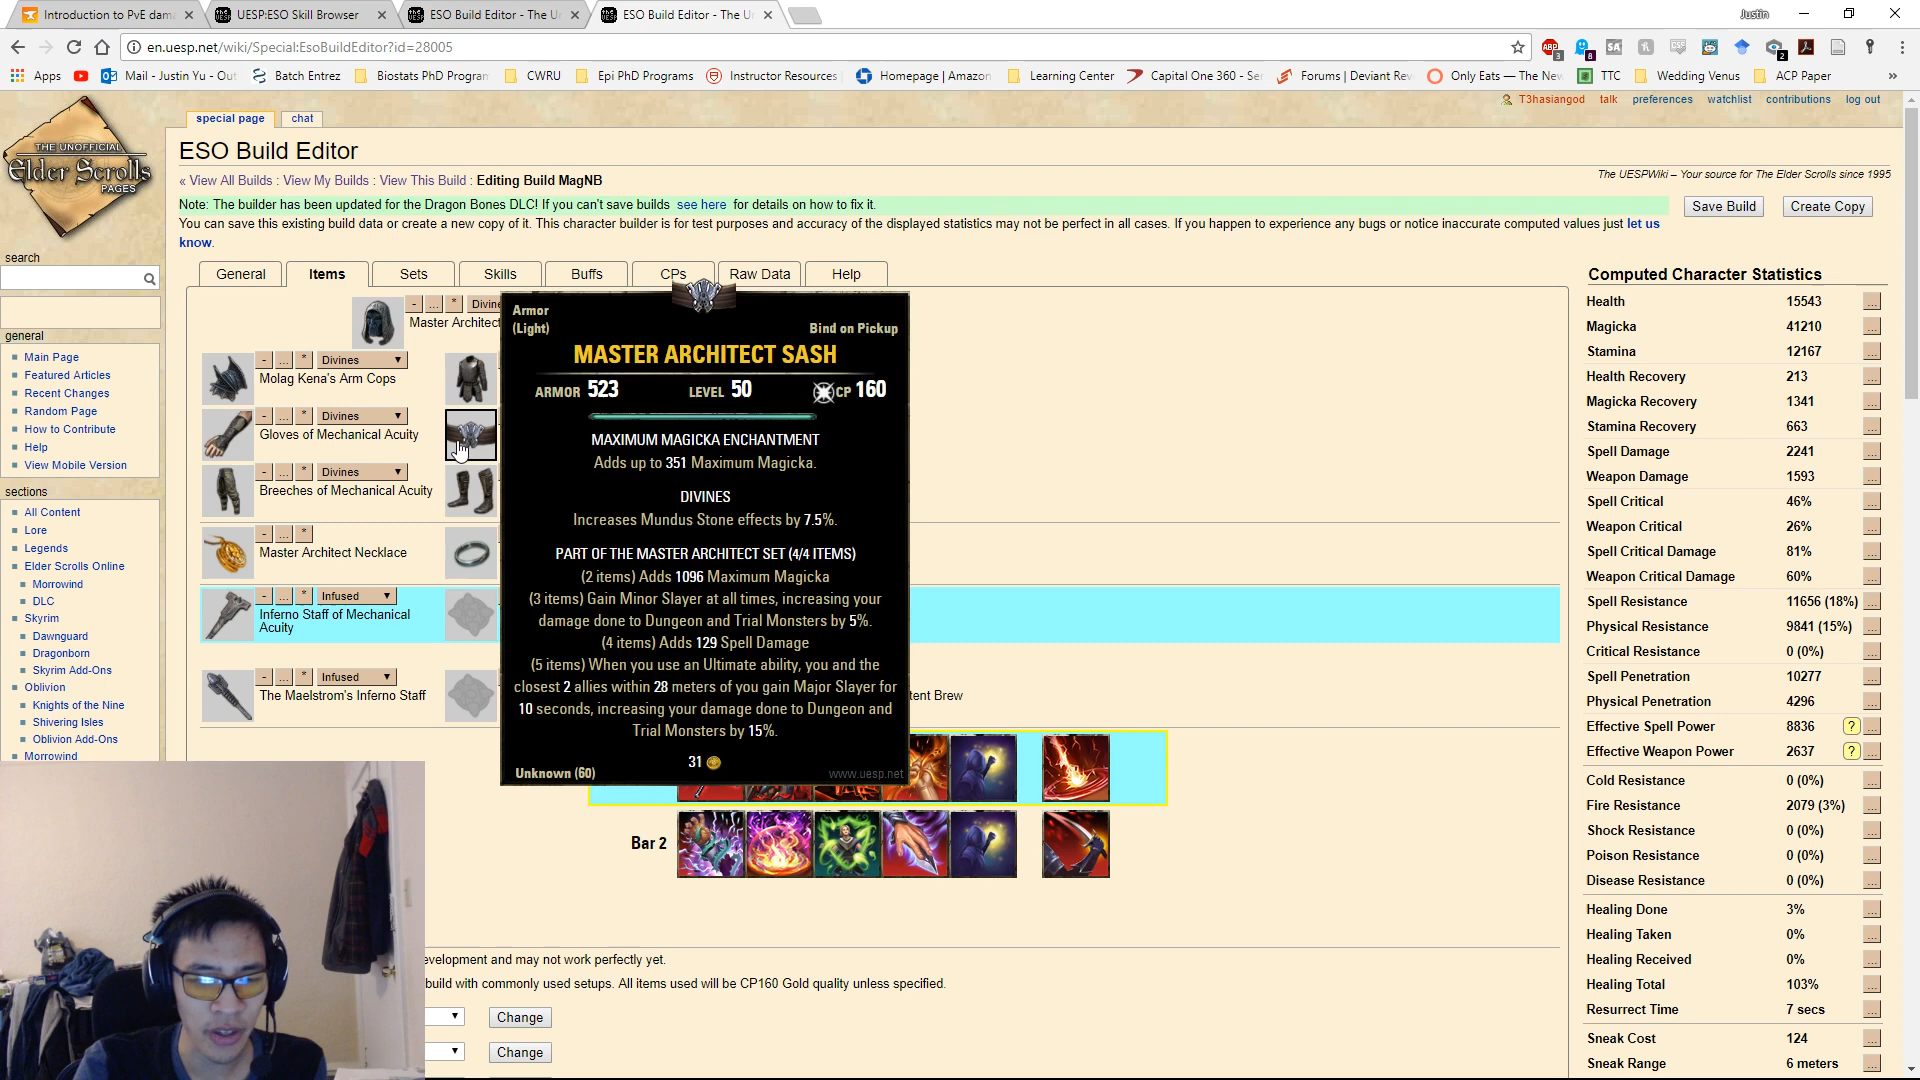 Introduction to PvE dam
UESP:ESO Skill Browser
ESO Build Editor - The U
ESO Build Editor - The U
Justin
en.uesp.net/wiki/Special:EsoBuildEditor?id=28005
Apps
Mail - Justin Yu - Out
Batch Entrez
Biostats PhD Program
CWRU
Epi PhD Programs
Instructor Resources
Homepage | Amazon
Learning Center
Capital One 360 - Ser
Forums | Deviant Rev
Only Eats — The New
TTC
Wedding Venus
ACP Paper
»
T3hasiangod talk preferences watchlist contributions log out
special page chat
THE UNOFFICIAL
Elder Scrolls
PAGES
ESO Build Editor
« View All Builds : View My Builds : View This Build : Editing Build MagNB
The UESPWiki – Your source for The Elder Scrolls since 1995
Note: The builder has been updated for the Dragon Bones DLC! If you can't save builds see here for details on how to fix it.
Save Build Create Copy
You can save this existing build data or create a new copy of it. This character builder is for test purposes and accuracy of the displayed statistics may not be perfect in all cases. If you happen to experience any bugs or notice inaccurate computed values just let us
know.
search
general
Main Page
Featured Articles
Recent Changes
Random Page
How to Contribute
Help
View Mobile Version
sections
All Content
Lore
Legends
Elder Scrolls Online
Morrowind
DLC
Skyrim
Dawnguard
Dragonborn
Skyrim Add-Ons
Oblivion
Knights of the Nine
Shivering Isles
Oblivion Add-Ons
Morrowind
General Items Sets Skills Buffs CPs Raw Data Help
- ... * Divine
Master Architect
- ... * Divines
Molag Kena's Arm Cops
- ... * Divines
Gloves of Mechanical Acuity
- ... * Divines
Breeches of Mechanical Acuity
- ... *
Master Architect Necklace
- ... * Infused
Inferno Staff of Mechanical
Acuity
- ... * Infused
The Maelstrom's Inferno Staff
tent Brew
Armor
(Light)
Bind on Pickup
MASTER ARCHITECT SASH
ARMOR 523 LEVEL 50 CP 160
MAXIMUM MAGICKA ENCHANTMENT
Adds up to 351 Maximum Magicka.
DIVINES
Increases Mundus Stone effects by 7.5%.
PART OF THE MASTER ARCHITECT SET (4/4 ITEMS)
(2 items) Adds 1096 Maximum Magicka
(3 items) Gain Minor Slayer at all times, increasing your
damage done to Dungeon and Trial Monsters by 5%.
(4 items) Adds 129 Spell Damage
(5 items) When you use an Ultimate ability, you and the
closest 2 allies within 28 meters of you gain Major Slayer for
10 seconds, increasing your damage done to Dungeon and
Trial Monsters by 15%.
31
Unknown (60)
www.uesp.net
Bar 2
evelopment and may not work perfectly yet.
build with commonly used setups. All items used will be CP160 Gold quality unless specified.
Change
Change
Computed Character Statistics
Health 15543 ...
Magicka 41210 ...
Stamina 12167 ...
Health Recovery 213 ...
Magicka Recovery 1341 ...
Stamina Recovery 663 ...
Spell Damage 2241 ...
Weapon Damage 1593 ...
Spell Critical 46% ...
Weapon Critical 26% ...
Spell Critical Damage 81% ...
Weapon Critical Damage 60% ...
Spell Resistance 11656 (18%) ...
Physical Resistance 9841 (15%) ...
Critical Resistance 0 (0%) ...
Spell Penetration 10277 ...
Physical Penetration 4296 ...
Effective Spell Power 8836 ? ...
Effective Weapon Power 2637 ? ...
Cold Resistance 0 (0%) ...
Fire Resistance 2079 (3%) ...
Shock Resistance 0 (0%) ...
Poison Resistance 0 (0%) ...
Disease Resistance 0 (0%) ...
Healing Done 3% ...
Healing Taken 0% ...
Healing Received 0% ...
Healing Total 103% ...
Resurrect Time 7 secs ...
Sneak Cost 124 ...
Sneak Range 6 meters ...